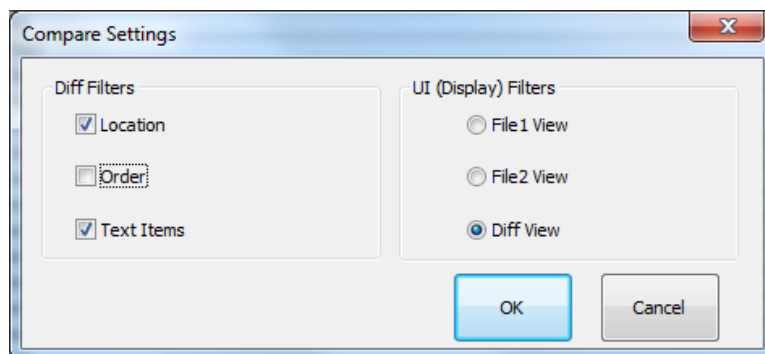 Compare Settings
Diff Filters
Location
Order
Text Items
UI (Display) Filters
File1 View
File2 View
Diff View
OK
Cancel